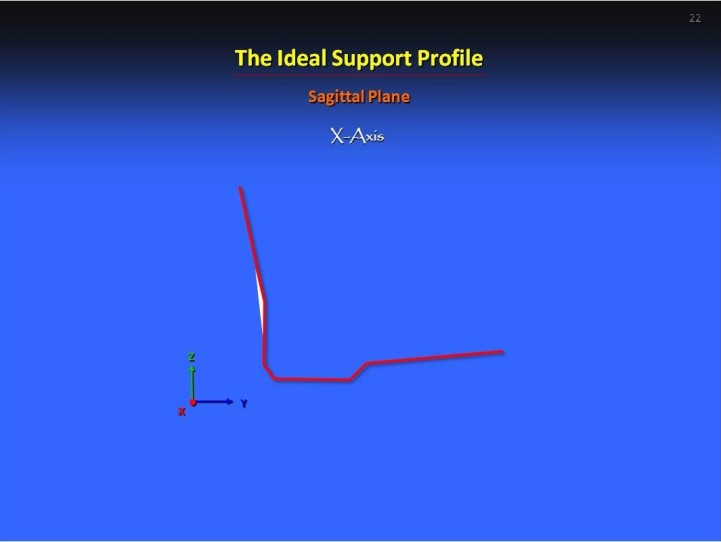 22
The Ideal Support Profile
Sagittal Plane
X-Axis
Z
X
Y